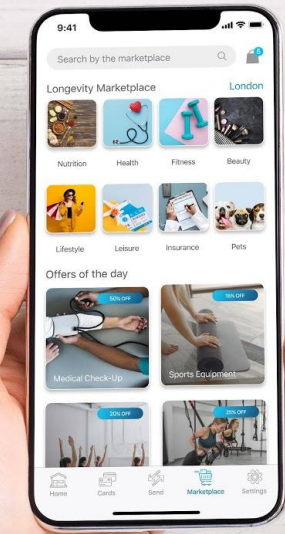 9:41
Search by the marketplace
5
Longevity Marketplace London
Nutrition Health Fitness Beauty
Lifestyle Leisure Insurance Pets
Offers of the day
50% OFF
15% OFF
Medical Check-Up
Sports Equipment
20% OFF
25% OFF
Home Cards Send Marketplace Settings